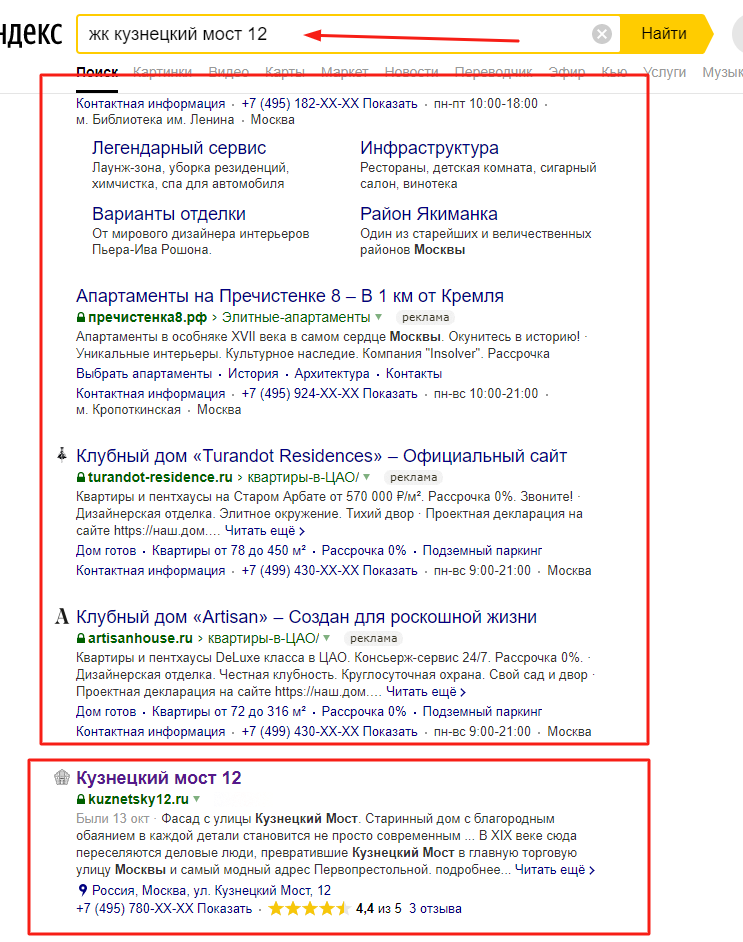 ндекс
жк кузнецкий мост 12
Найти
Поиск Картинки Видео Карты Маркет Новости Переводчик Эфир Кью Услуги Музык
Контактная информация · +7 (495) 182-XX-XX Показать · пн-пт 10:00-18:00 ·
м. Библиотека им. Ленина · Москва
Легендарный сервис
Лаунж-зона, уборка резиденций,
химчистка, спа для автомобиля
Инфраструктура
Рестораны, детская комната, сигарный
салон, винотека
Варианты отделки
От мирового дизайнера интерьеров
Пьера-Ива Рошона.
Район Якиманка
Один из старейших и величественных
районов Москвы
Апартаменты на Пречистенке 8 – В 1 км от Кремля
пречистенка8.рф › Элитные-апартаменты реклама
Апартаменты в особняке XVII века в самом сердце Москвы. Окунитесь в историю! ·
Уникальные интерьеры. Культурное наследие. Компания "Insolver". Рассрочка
Выбрать апартаменты · История · Архитектура · Контакты
Контактная информация · +7 (495) 924-XX-XX Показать · пн-вс 10:00-21:00 ·
м. Кропоткинская · Москва
Клубный дом «Turandot Residences» – Официальный сайт
turandot-residence.ru › квартиры-в-ЦАО/ реклама
Квартиры и пентхаусы на Старом Арбате от 570 000 ₽/м². Рассрочка 0%. Звоните! ·
Дизайнерская отделка. Элитное окружение. Тихий двор · Проектная декларация на
сайте https://наш.дом.... Читать ещё ›
Дом готов · Квартиры от 78 до 450 м² · Рассрочка 0% · Подземный паркинг
Контактная информация · +7 (499) 430-XX-XX Показать · пн-вс 9:00-21:00 · Москва
А Клубный дом «Artisan» – Создан для роскошной жизни
artisanhouse.ru › квартиры-в-ЦАО/ реклама
Квартиры и пентхаусы DeLuxe класса в ЦАО. Консьерж-сервис 24/7. Рассрочка 0%. ·
Дизайнерская отделка. Честная клубность. Круглосуточная охрана. Свой сад и двор ·
Проектная декларация на сайте https://наш.дом.... Читать ещё ›
Дом готов · Квартиры от 72 до 316 м² · Рассрочка 0% · Подземный паркинг
Контактная информация · +7 (499) 430-XX-XX Показать · пн-вс 9:00-21:00 · Москва
Кузнецкий мост 12
kuznetsky12.ru
Были 13 окт · Фасад с улицы Кузнецкий Мост. Старинный дом с благородным
обаянием в каждой детали становится не просто современным ... В XIX веке сюда
переселяются деловые люди, превратившие Кузнецкий Мост в главную торговую
улицу Москвы и самый модный адрес Первопрестольной. подробнее... Читать ещё ›
Россия, Москва, ул. Кузнецкий Мост, 12
+7 (495) 780-XX-XX Показать · 4,4 из 5 3 отзыва